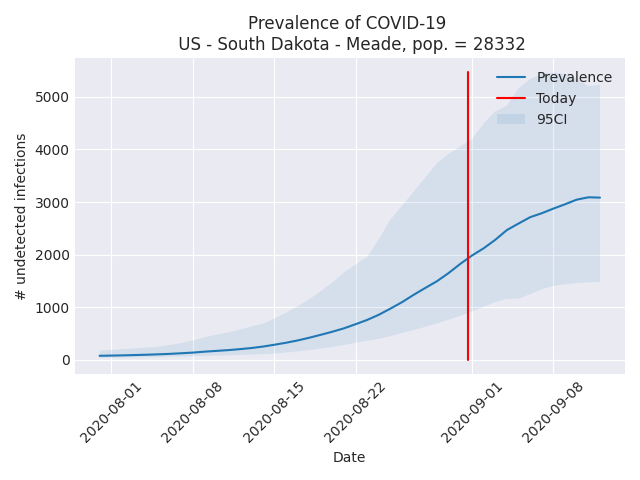 Prevalence of COVID-19
US - South Dakota - Meade, pop. = 28332
Prevalence
Today
95CI
# undetected infections
5000
4000
3000
2000
1000
0
2020-08-01
2020-08-08
2020-08-15
2020-08-22
2020-09-01
2020-09-08
Date